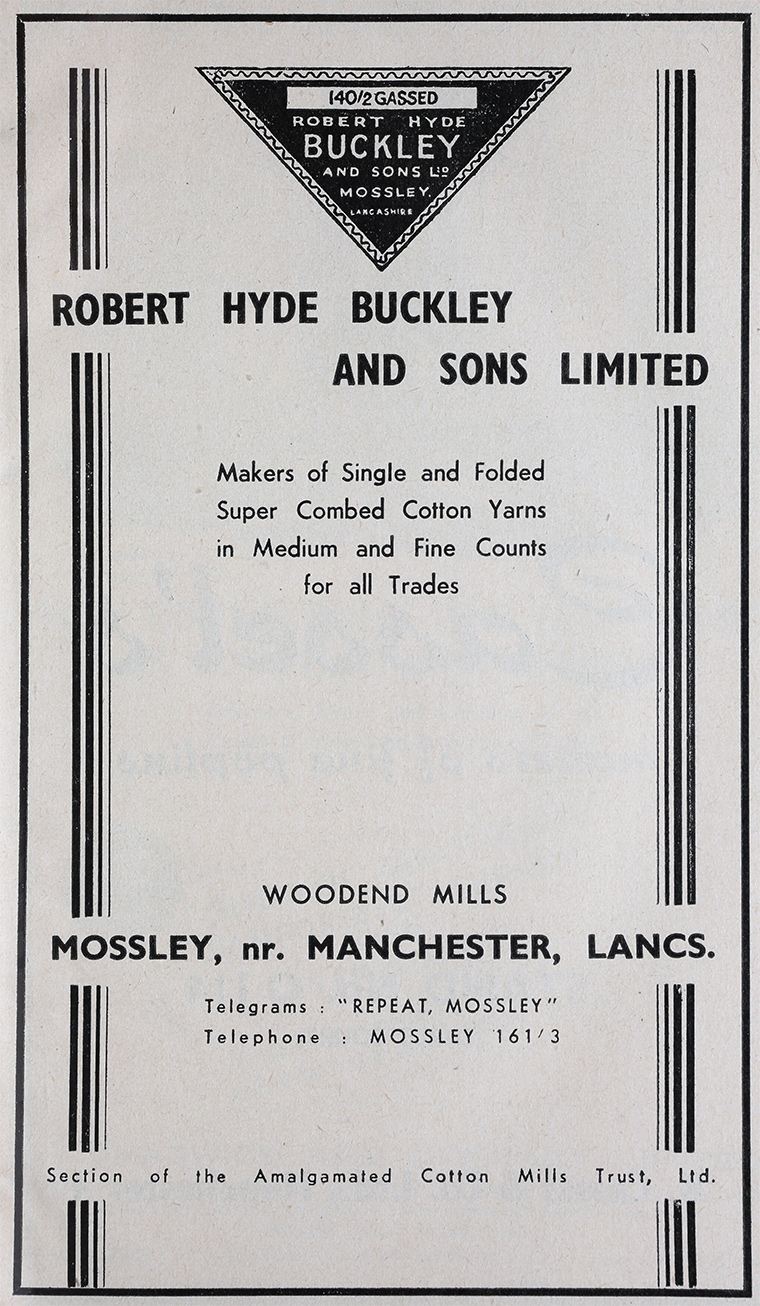 140/2 GASSED
ROBERT HYDE
BUCKLEY
AND SONS LTD
MOSSLEY.
LANCASHIRE
ROBERT HYDE BUCKLEY
AND SONS LIMITED
Makers of Single and Folded
Super Combed Cotton Yarns
in Medium and Fine Counts
for all Trades
WOODEND MILLS
MOSSLEY, nr. MANCHESTER, LANCS.
Telegrams : "REPEAT, MOSSLEY"
Telephone : MOSSLEY 161/3
Section of the Amalgamated Cotton Mills Trust, Ltd.